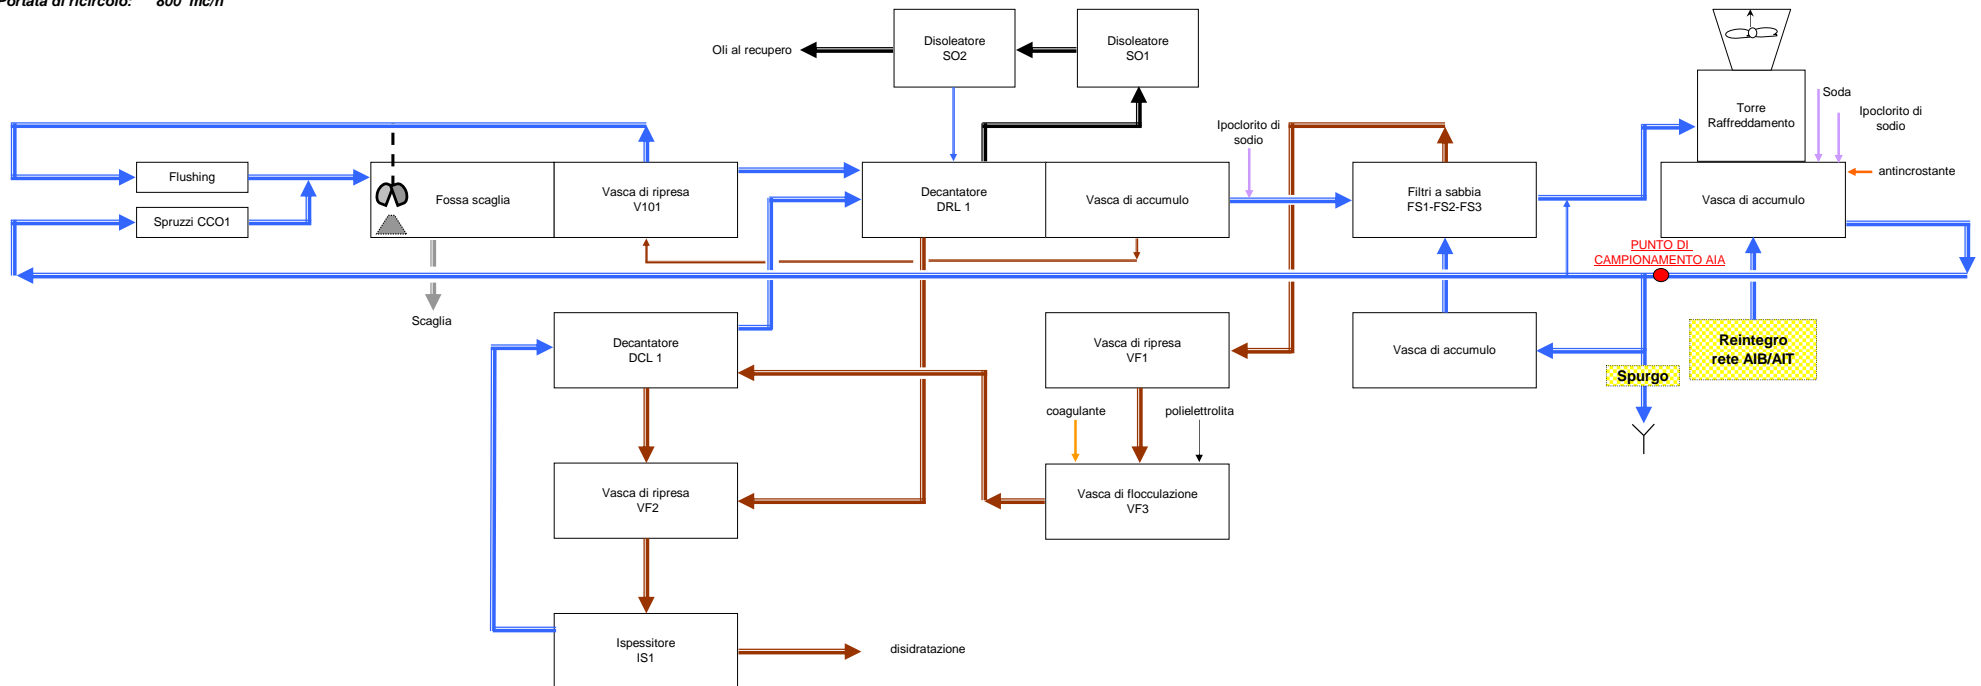 Portata di ricircolo: 800 mc/h
Oli al recupero
Disoleatore
SO2
Disoleatore
SO1
Torre
Raffreddamento
Soda
Ipoclorito di
sodio
Ipoclorito di
sodio
Flushing
Spruzzi CCO1
Fossa scaglia
Vasca di ripresa
V101
Decantatore
DRL 1
Vasca di accumulo
Filtri a sabbia
FS1-FS2-FS3
Vasca di accumulo
antincrostante
PUNTO DI
CAMPIONAMENTO AIA
Scaglia
Decantatore
DCL 1
Vasca di ripresa
VF1
Vasca di accumulo
Reintegro
rete AIB/AIT
Spurgo
coagulante
polielettrolita
Vasca di ripresa
VF2
Vasca di flocculazione
VF3
Ispessitore
IS1
disidratazione